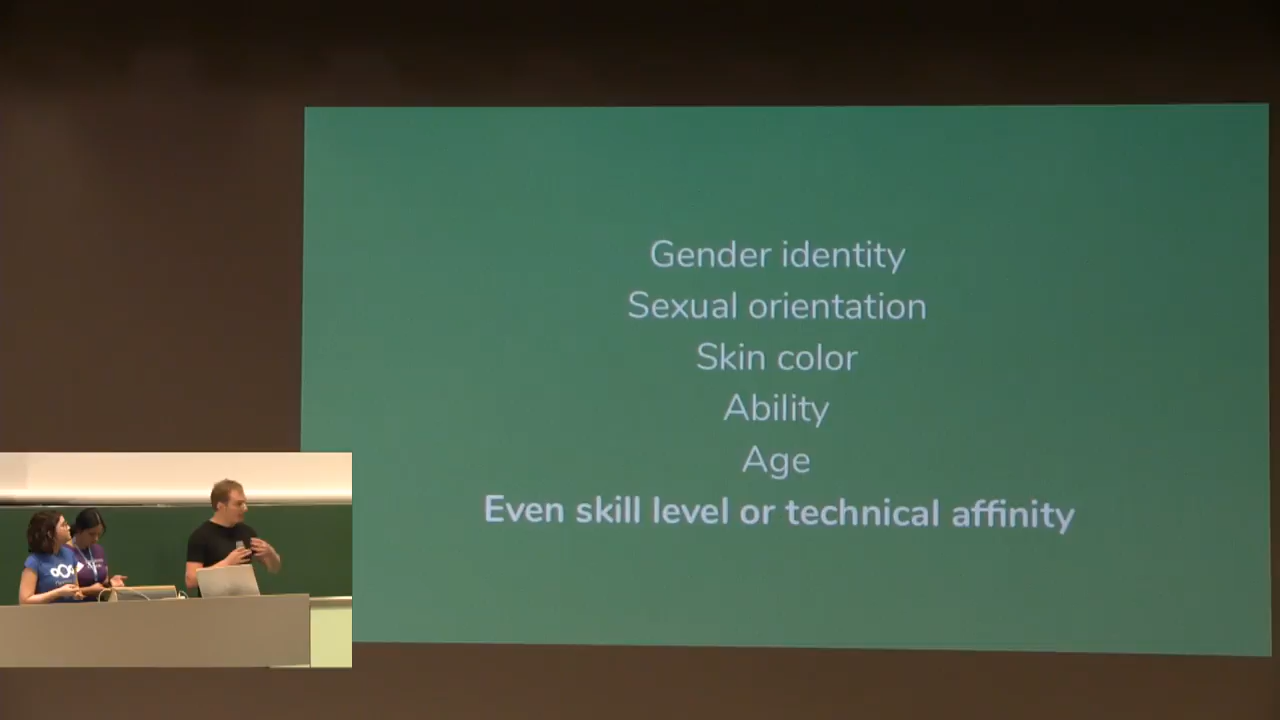 Gender identity
Sexual orientation
Skin color
Ability
Age
Even skill level or technical affinity